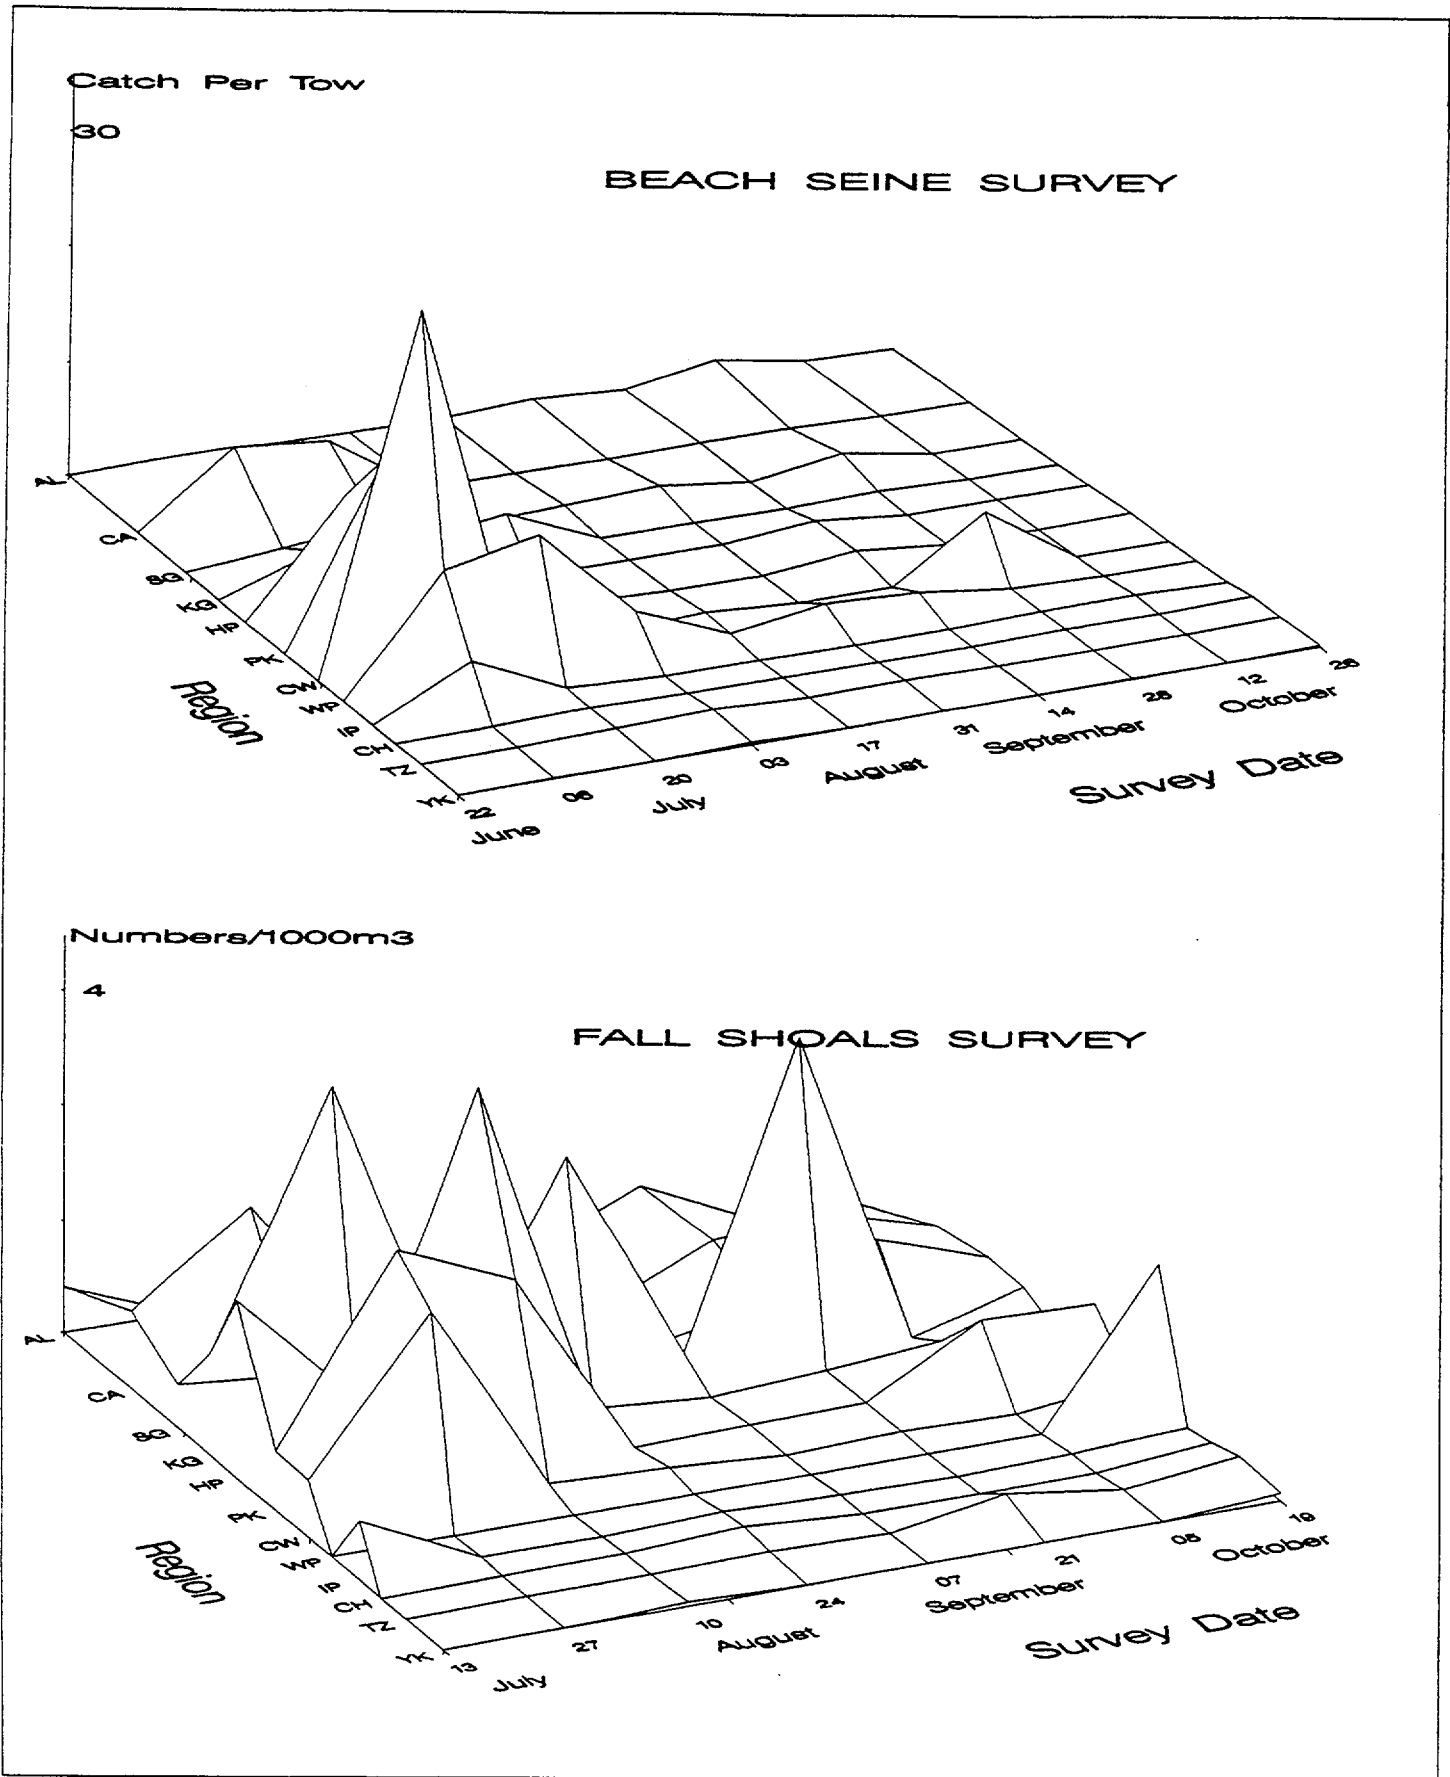 Catch Per Tow
30
BEACH SEINE SURVEY
AL
CA
SG
KG
HP
PK
CW
WP
IP
CH
TZ
YK
Region
22
06
20
03
17
31
14
28
12
26
June
July
August
September
October
Survey Date
Numbers/1000m3
4
FALL SHOALS SURVEY
AL
CA
SG
KG
HP
PK
CW
WP
IP
CH
TZ
YK
Region
13
27
10
24
07
21
05
19
July
August
September
October
Survey Date